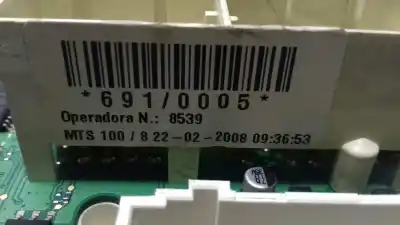 *691/0005*
Operadora N.: 8539
MTS 100 / 8 22-02-2008 09:36:53